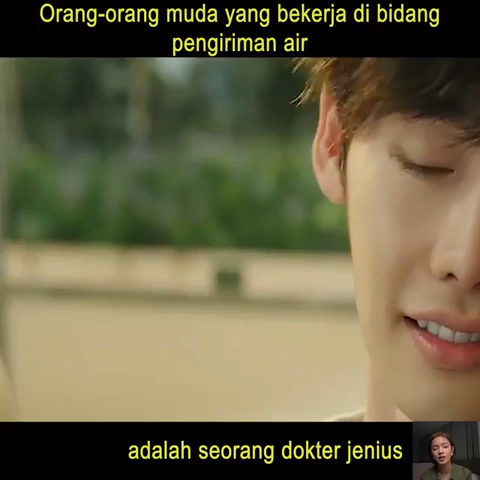 Orang-orang muda yang bekerja di bidang
pengiriman air
adalah seorang dokter jenius